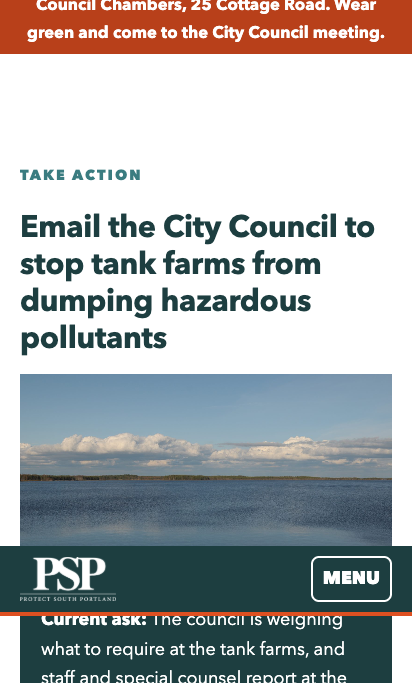 Council Chambers, 25 Cottage Road. Wear
green and come to the City Council meeting.
TAKE ACTION
Email the City Council to
stop tank farms from
dumping hazardous
pollutants
PSP
PROTECT SOUTH PORTLAND
MENU
Current ask: The council is weighing
what to require at the tank farms, and
staff and special counsel report at the